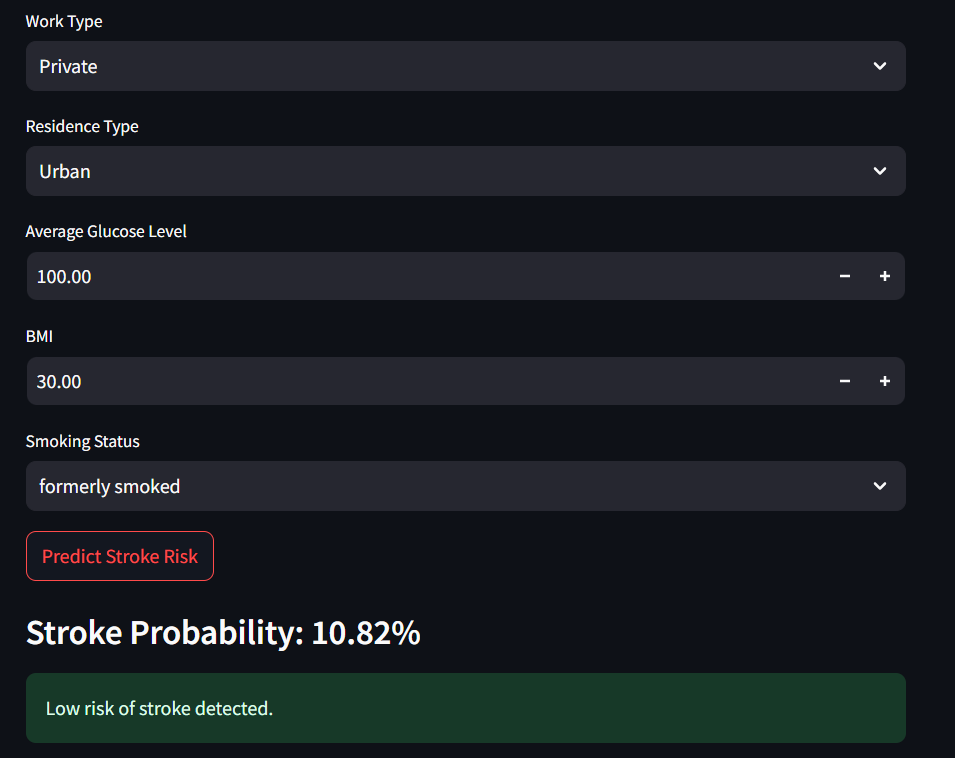 Work Type
Private
Residence Type
Urban
Average Glucose Level
100.00
BMI
30.00
Smoking Status
formerly smoked
Predict Stroke Risk
Stroke Probability: 10.82%
Low risk of stroke detected.